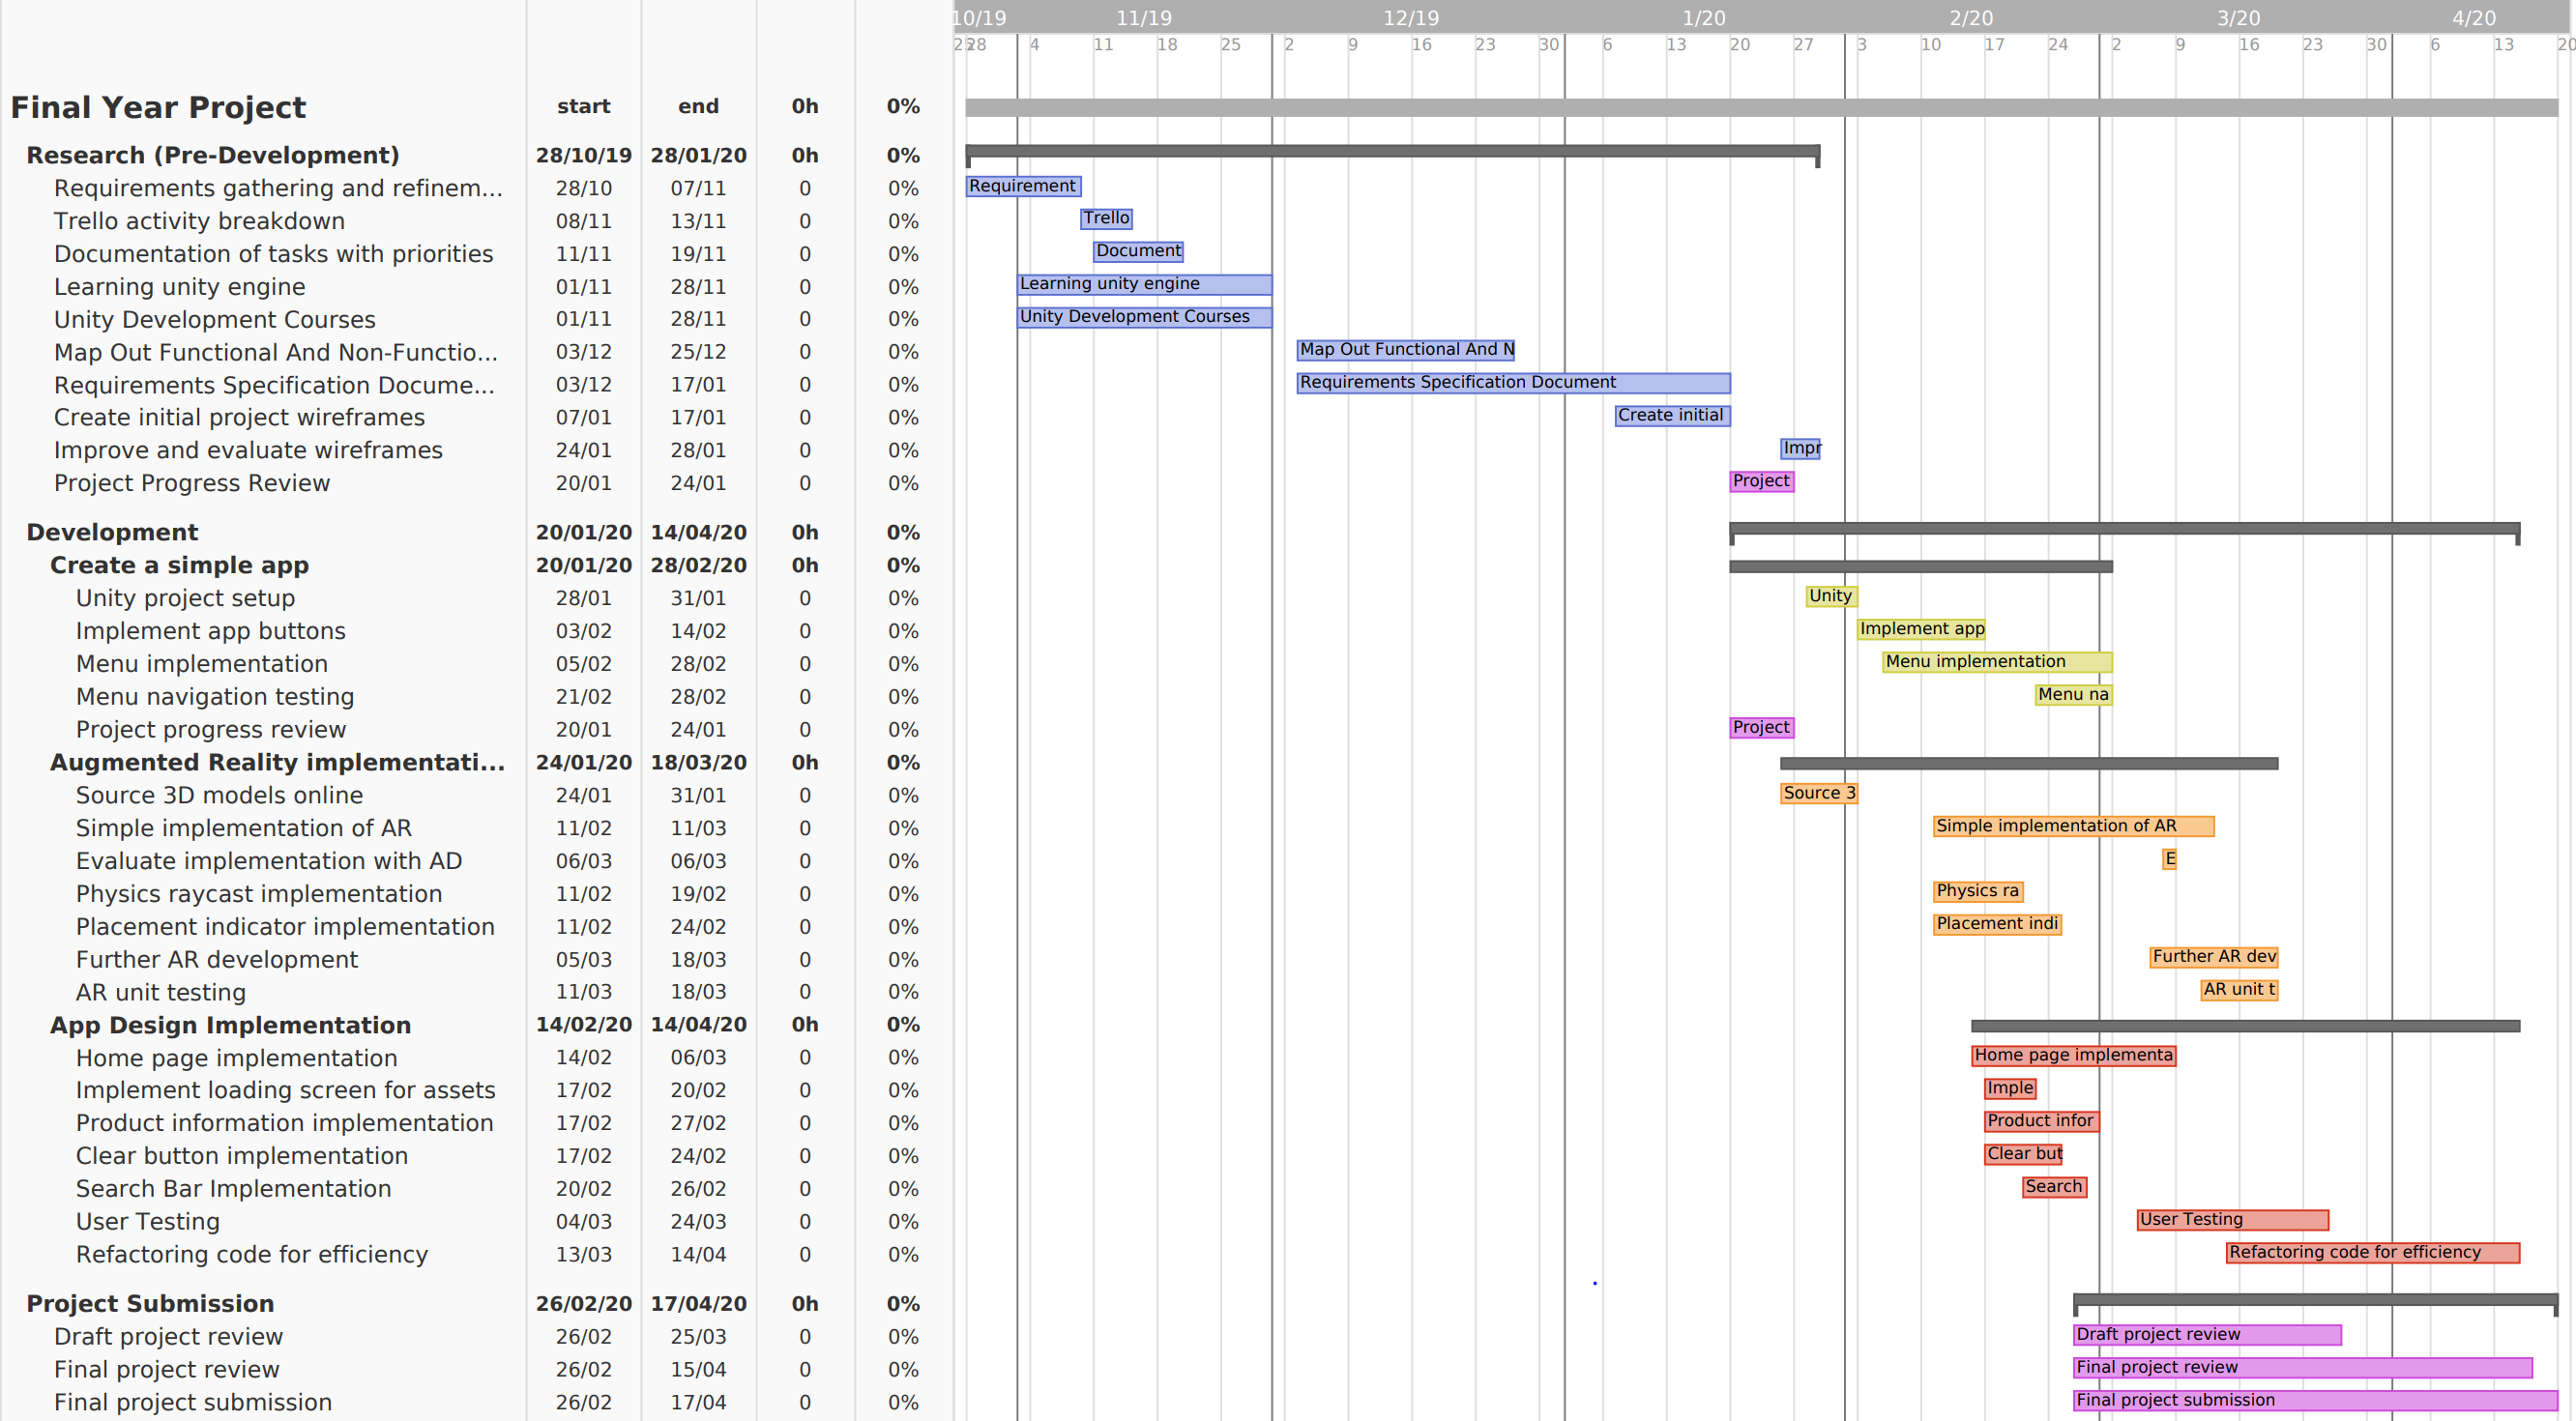 10/19 11/19 12/19 1/20 2/20 3/20 4/20
28 4 11 18 25 2 9 16 23 30 6 13 20 27 3 10 17 24 2 9 16 23 30 6 13 20
Final Year Project start end 0h 0%
Research (Pre-Development) 28/10/19 28/01/20 0h 0%
Requirements gathering and refinem... 28/10 07/11 0 0% Requirement
Trello activity breakdown 08/11 13/11 0 0% Trello
Documentation of tasks with priorities 11/11 19/11 0 0% Document
Learning unity engine 01/11 28/11 0 0% Learning unity engine
Unity Development Courses 01/11 28/11 0 0% Unity Development Courses
Map Out Functional And Non-Functio... 03/12 25/12 0 0% Map Out Functional And N
Requirements Specification Docume... 03/12 17/01 0 0% Requirements Specification Document
Create initial project wireframes 07/01 17/01 0 0% Create initial
Improve and evaluate wireframes 24/01 28/01 0 0% Impr
Project Progress Review 20/01 24/01 0 0% Project
Development 20/01/20 14/04/20 0h 0%
Create a simple app 20/01/20 28/02/20 0h 0%
Unity project setup 28/01 31/01 0 0% Unity
Implement app buttons 03/02 14/02 0 0% Implement app
Menu implementation 05/02 28/02 0 0% Menu implementation
Menu navigation testing 21/02 28/02 0 0% Menu na
Project progress review 20/01 24/01 0 0% Project
Augmented Reality implementati... 24/01/20 18/03/20 0h 0%
Source 3D models online 24/01 31/01 0 0% Source 3
Simple implementation of AR 11/02 11/03 0 0% Simple implementation of AR
Evaluate implementation with AD 06/03 06/03 0 0% E
Physics raycast implementation 11/02 19/02 0 0% Physics ra
Placement indicator implementation 11/02 24/02 0 0% Placement indi
Further AR development 05/03 18/03 0 0% Further AR dev
AR unit testing 11/03 18/03 0 0% AR unit t
App Design Implementation 14/02/20 14/04/20 0h 0%
Home page implementation 14/02 06/03 0 0% Home page implementa
Implement loading screen for assets 17/02 20/02 0 0% Imple
Product information implementation 17/02 27/02 0 0% Product infor
Clear button implementation 17/02 24/02 0 0% Clear but
Search Bar Implementation 20/02 26/02 0 0% Search
User Testing 04/03 24/03 0 0% User Testing
Refactoring code for efficiency 13/03 14/04 0 0% Refactoring code for efficiency
Project Submission 26/02/20 17/04/20 0h 0%
Draft project review 26/02 25/03 0 0% Draft project review
Final project review 26/02 15/04 0 0% Final project review
Final project submission 26/02 17/04 0 0% Final project submission